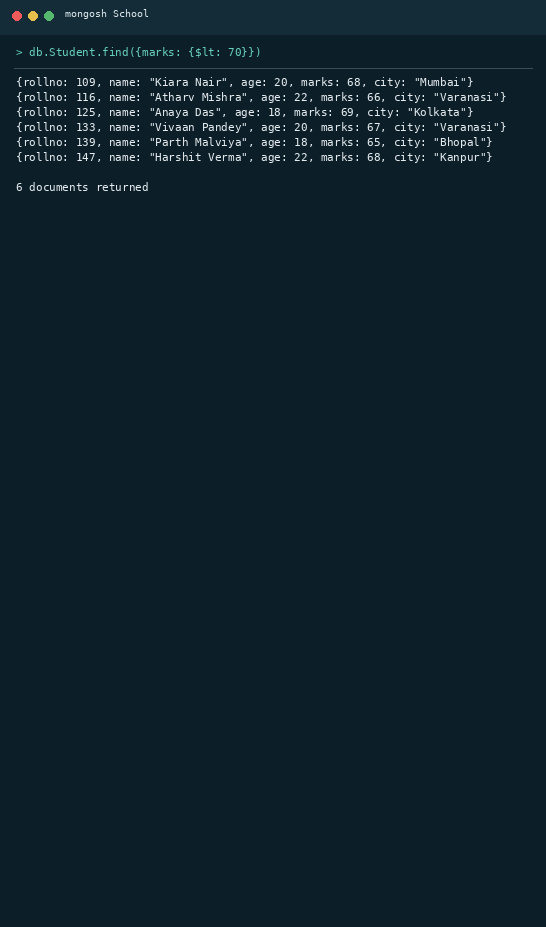 mongosh School
> db.Student.find({marks: {$lt: 70}})
{rollno: 109, name: "Kiara Nair", age: 20, marks: 68, city: "Mumbai"}
{rollno: 116, name: "Atharv Mishra", age: 22, marks: 66, city: "Varanasi"}
{rollno: 125, name: "Anaya Das", age: 18, marks: 69, city: "Kolkata"}
{rollno: 133, name: "Vivaan Pandey", age: 20, marks: 67, city: "Varanasi"}
{rollno: 139, name: "Parth Malviya", age: 18, marks: 65, city: "Bhopal"}
{rollno: 147, name: "Harshit Verma", age: 22, marks: 68, city: "Kanpur"}
6 documents returned